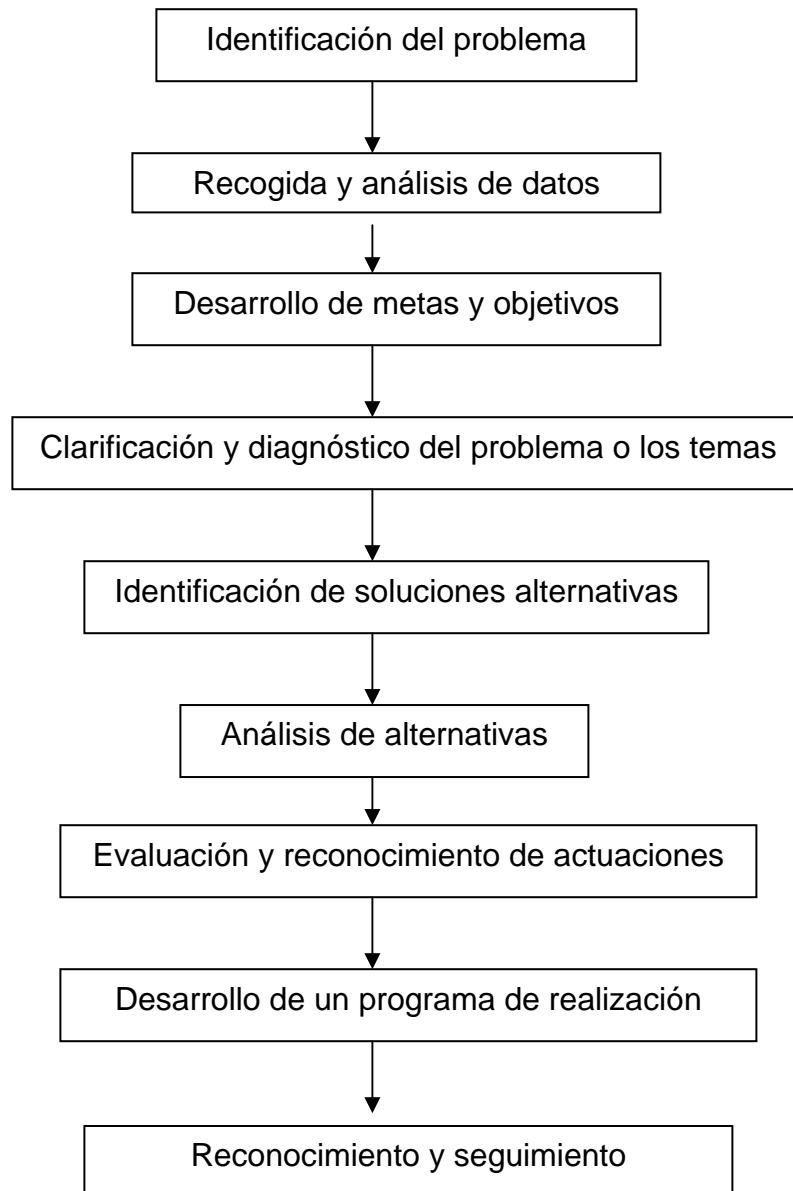 Identificación del problema
Recogida y análisis de datos
Desarrollo de metas y objetivos
Clarificación y diagnóstico del problema o los temas
Identificación de soluciones alternativas
Análisis de alternativas
Evaluación y reconocimiento de actuaciones
Desarrollo de un programa de realización
Reconocimiento y seguimiento